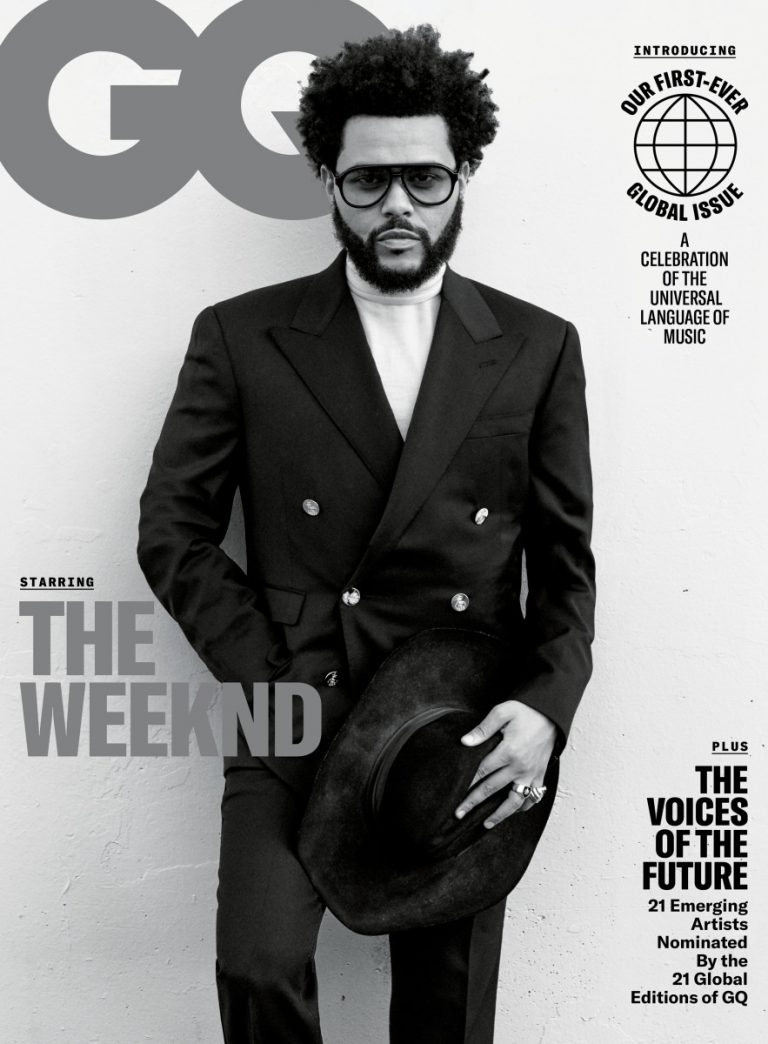 GQ
INTRODUCING
OUR FIRST-EVER
GLOBAL ISSUE
A
CELEBRATION
OF THE
UNIVERSAL
LANGUAGE OF
MUSIC
STARRING
THE
WEEKND
PLUS
THE
VOICES
OF THE
FUTURE
21 Emerging
Artists
Nominated
By the
21 Global
Editions of GQ